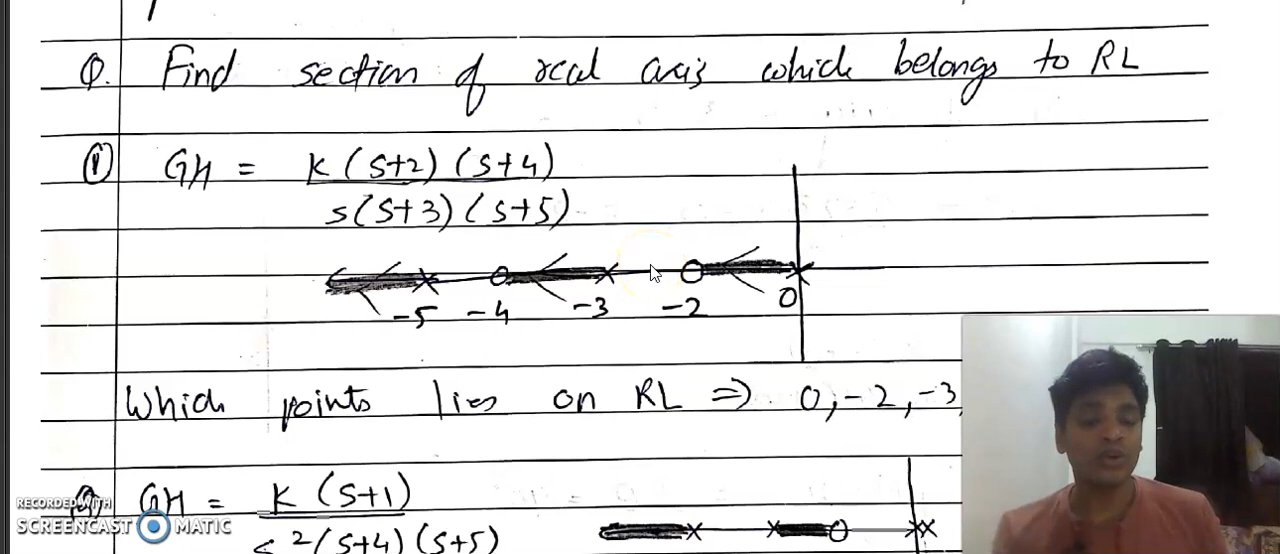 Q. Find section of real axis which belongs to RL
① GH = K(S+2)(S+4)
S(S+3)(S+5)
-5 -4 -3 -2 0
Which points lies on RL ⇒ 0, -2, -3,
② GH = K(S+1)
S²(S+4)(S+5)
RECORDED WITH
SCREENCAST MATIC